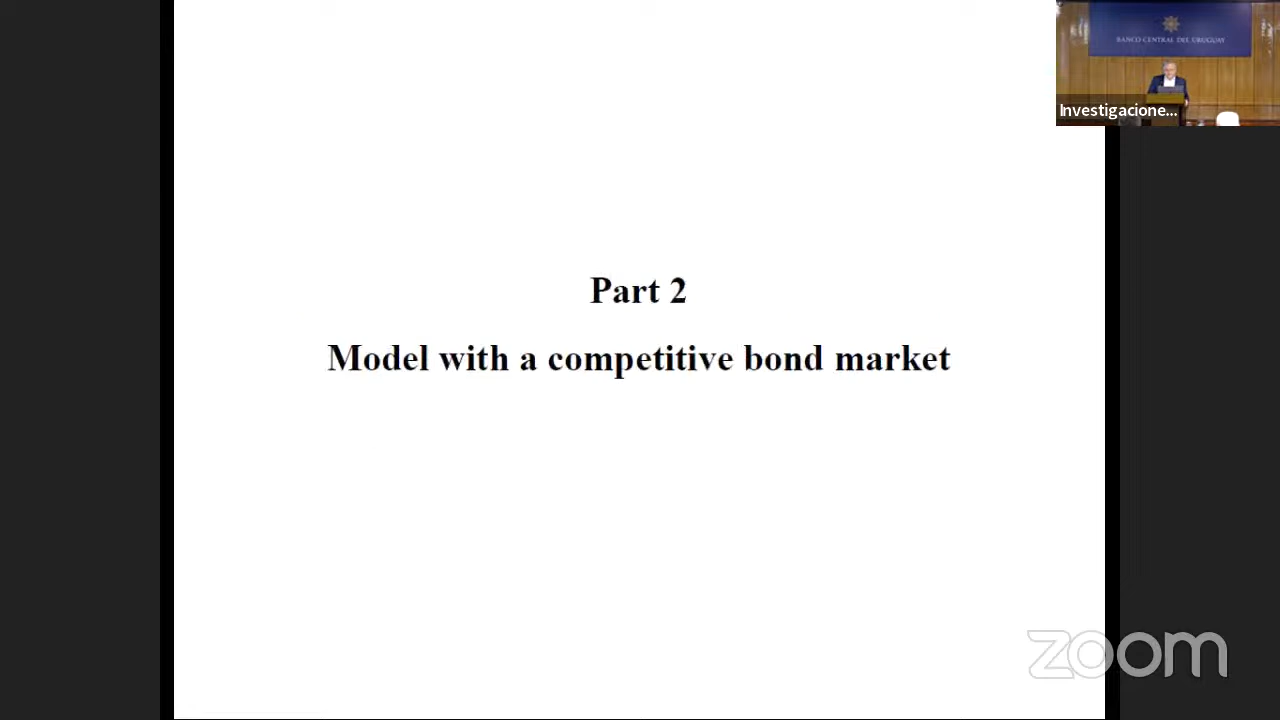 BANCO CENTRAL DEL URUGUAY
Investigacione...
Part 2
Model with a competitive bond market
zoom